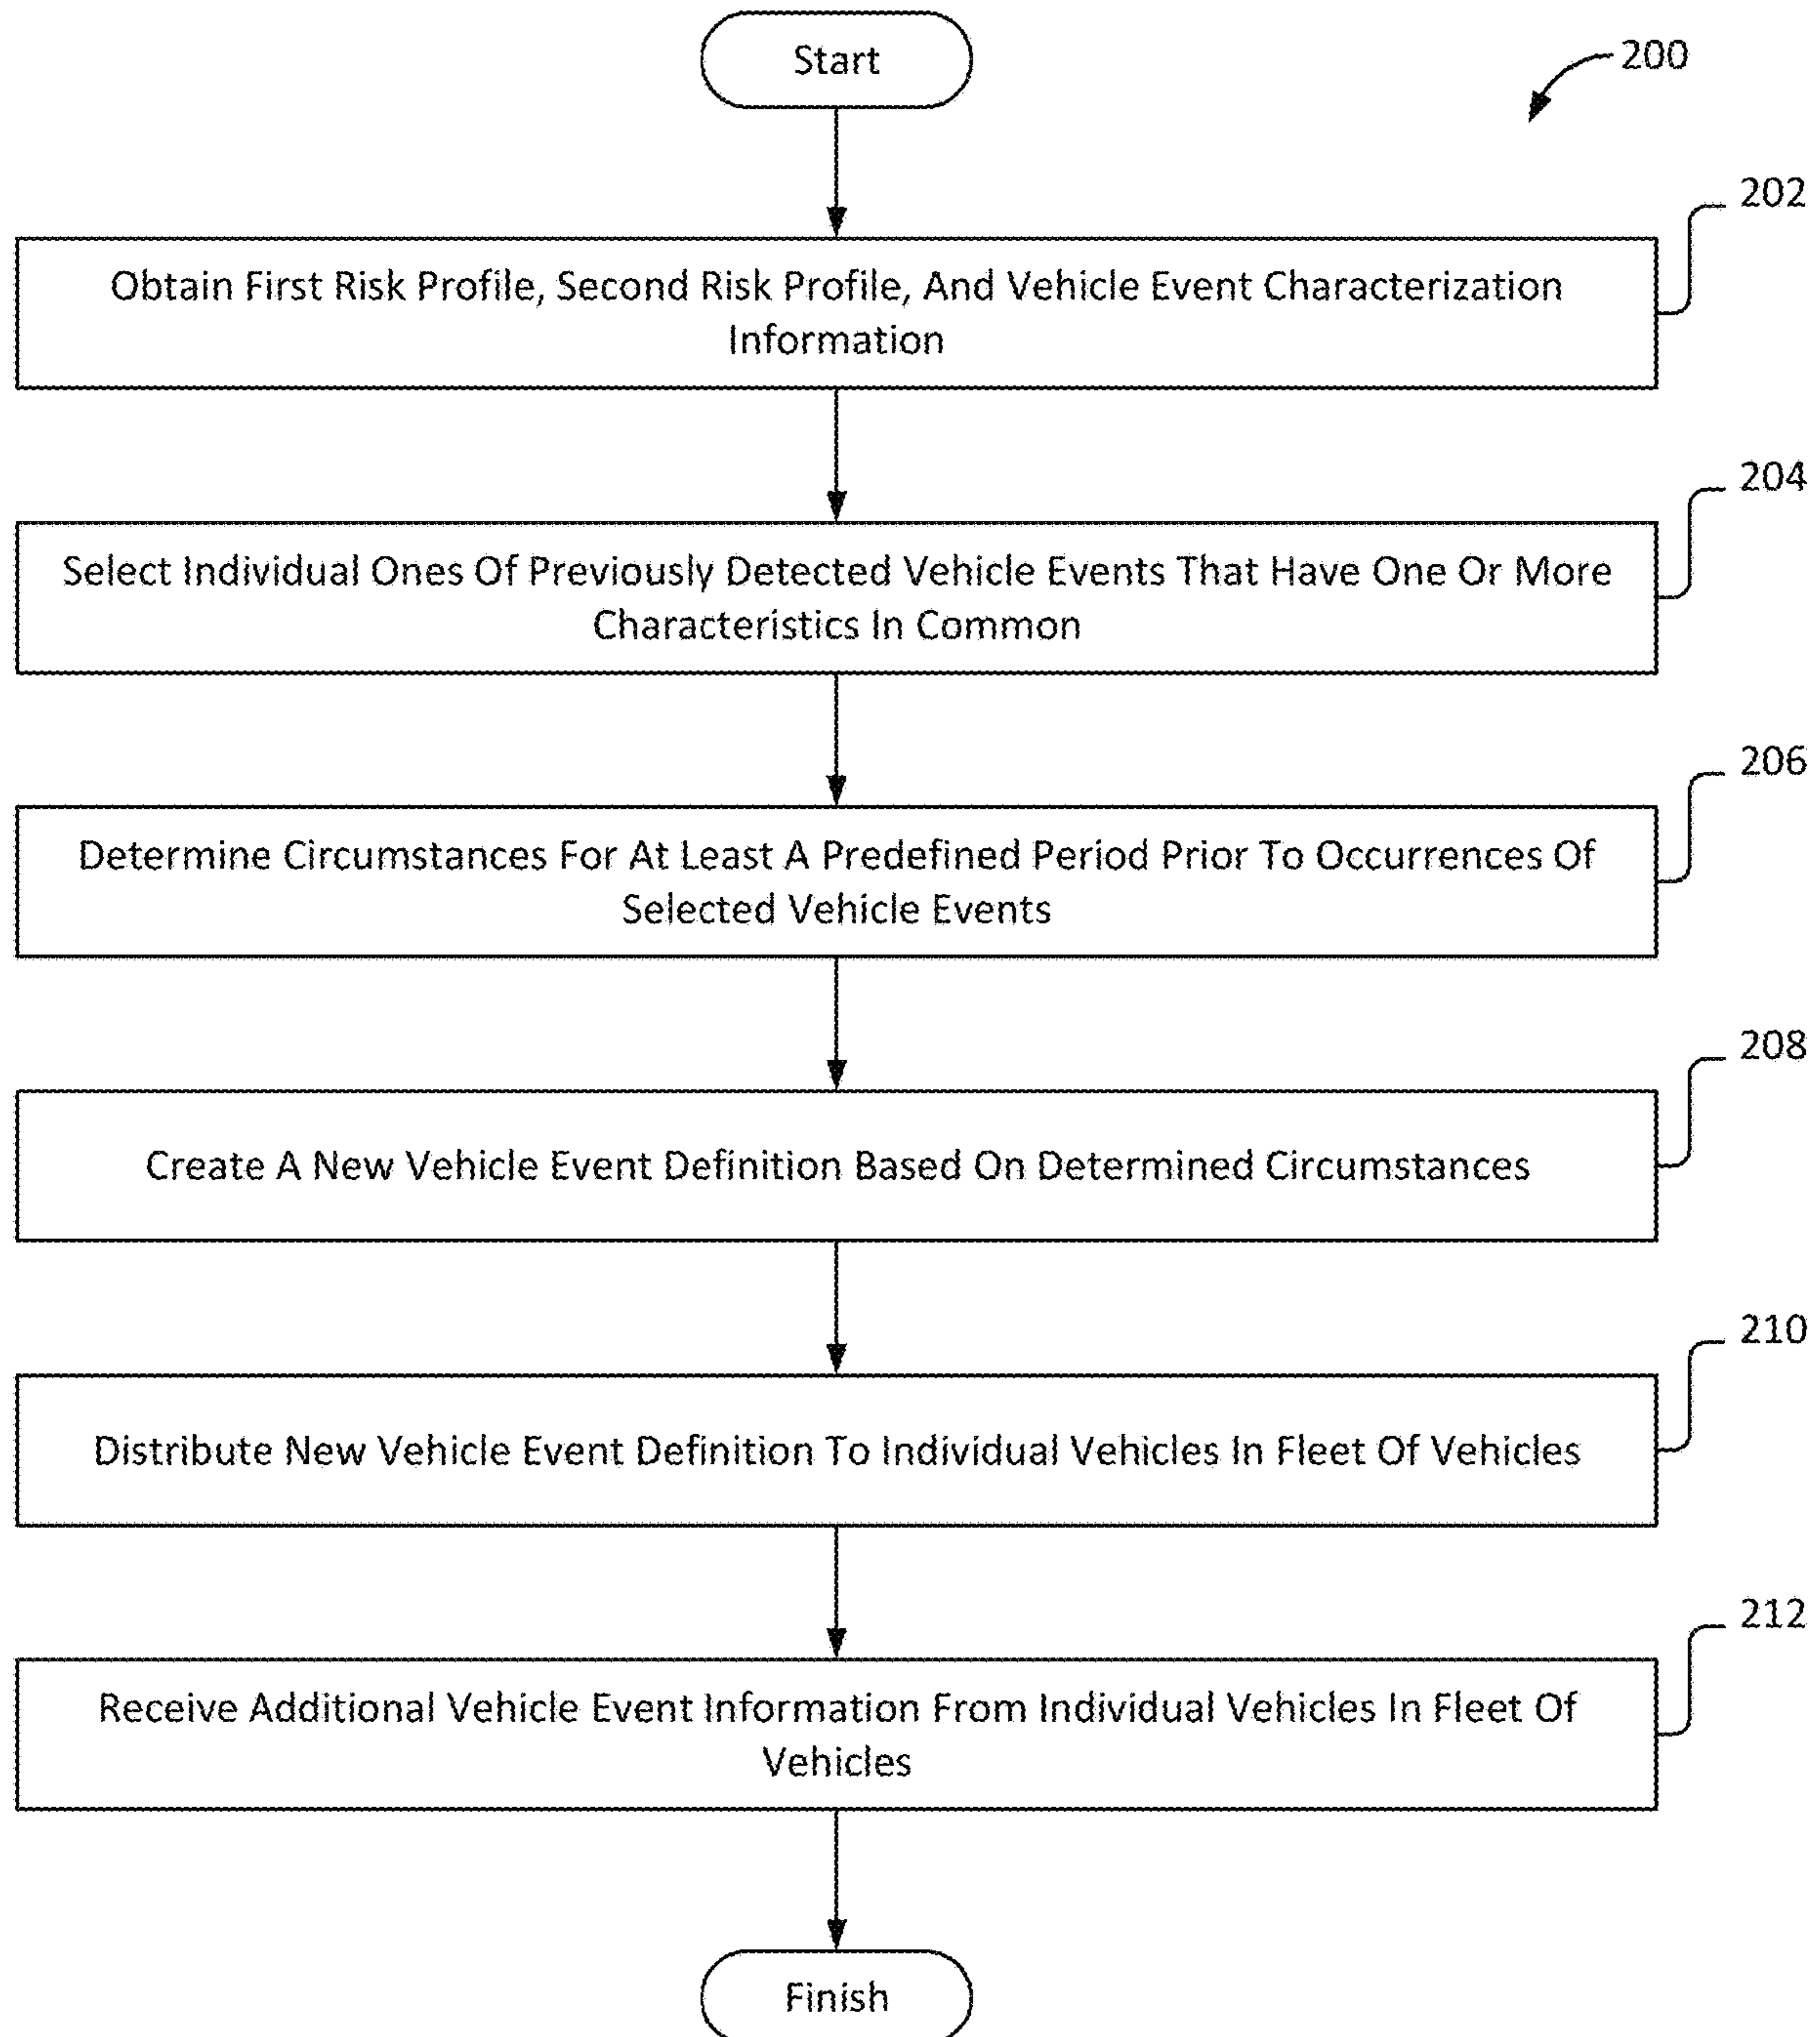 Start
200
202
Obtain First Risk Profile, Second Risk Profile, And Vehicle Event Characterization
Information
204
Select Individual Ones Of Previously Detected Vehicle Events That Have One Or More
Characteristics In Common
206
Determine Circumstances For At Least A Predefined Period Prior To Occurrences Of
Selected Vehicle Events
208
Create A New Vehicle Event Definition Based On Determined Circumstances
210
Distribute New Vehicle Event Definition To Individual Vehicles In Fleet Of Vehicles
212
Receive Additional Vehicle Event Information From Individual Vehicles In Fleet Of
Vehicles
Finish